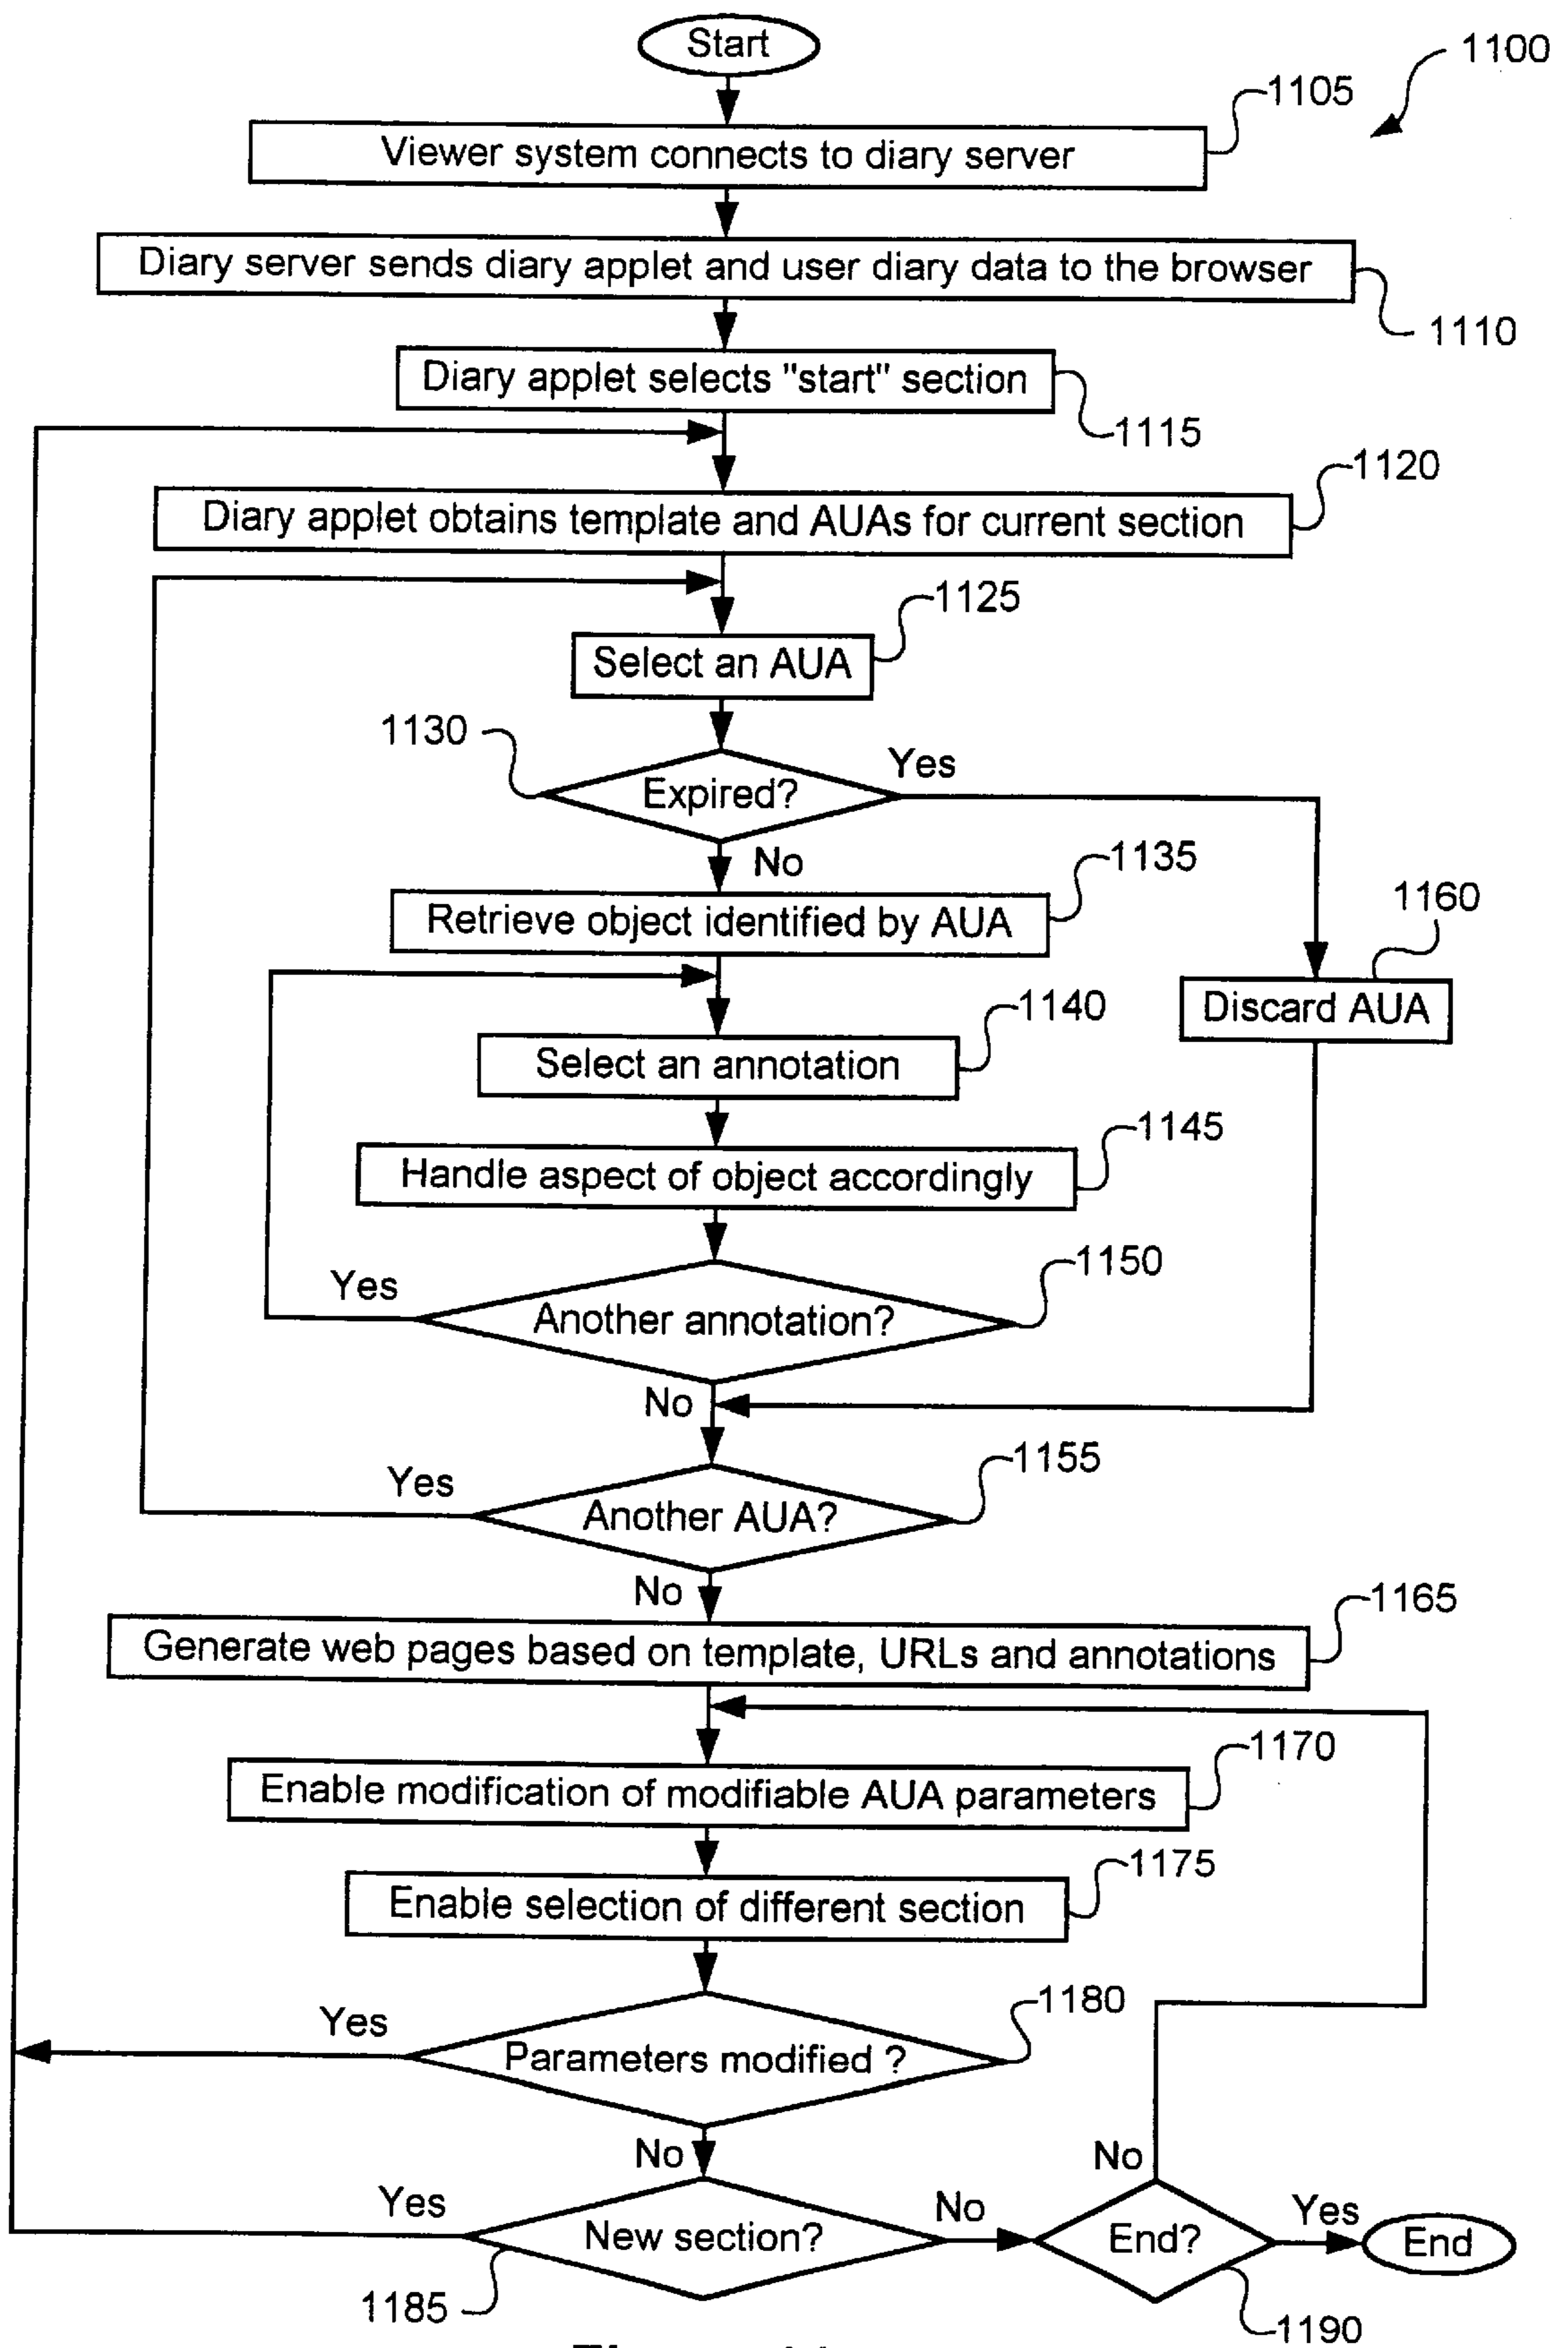 Start
1100
1105
Viewer system connects to diary server
Diary server sends diary applet and user diary data to the browser
1110
Diary applet selects "start" section
1115
1120
Diary applet obtains template and AUAs for current section
1125
Select an AUA
1130
Yes
Expired?
No
1135
Retrieve object identified by AUA
1160
Discard AUA
1140
Select an annotation
1145
Handle aspect of object accordingly
1150
Yes
Another annotation?
No
1155
Yes
Another AUA?
No
1165
Generate web pages based on template, URLs and annotations
1170
Enable modification of modifiable AUA parameters
1175
Enable selection of different section
1180
Yes
Parameters modified ?
No
No
Yes
No
Yes
New section?
End?
End
1185
1190